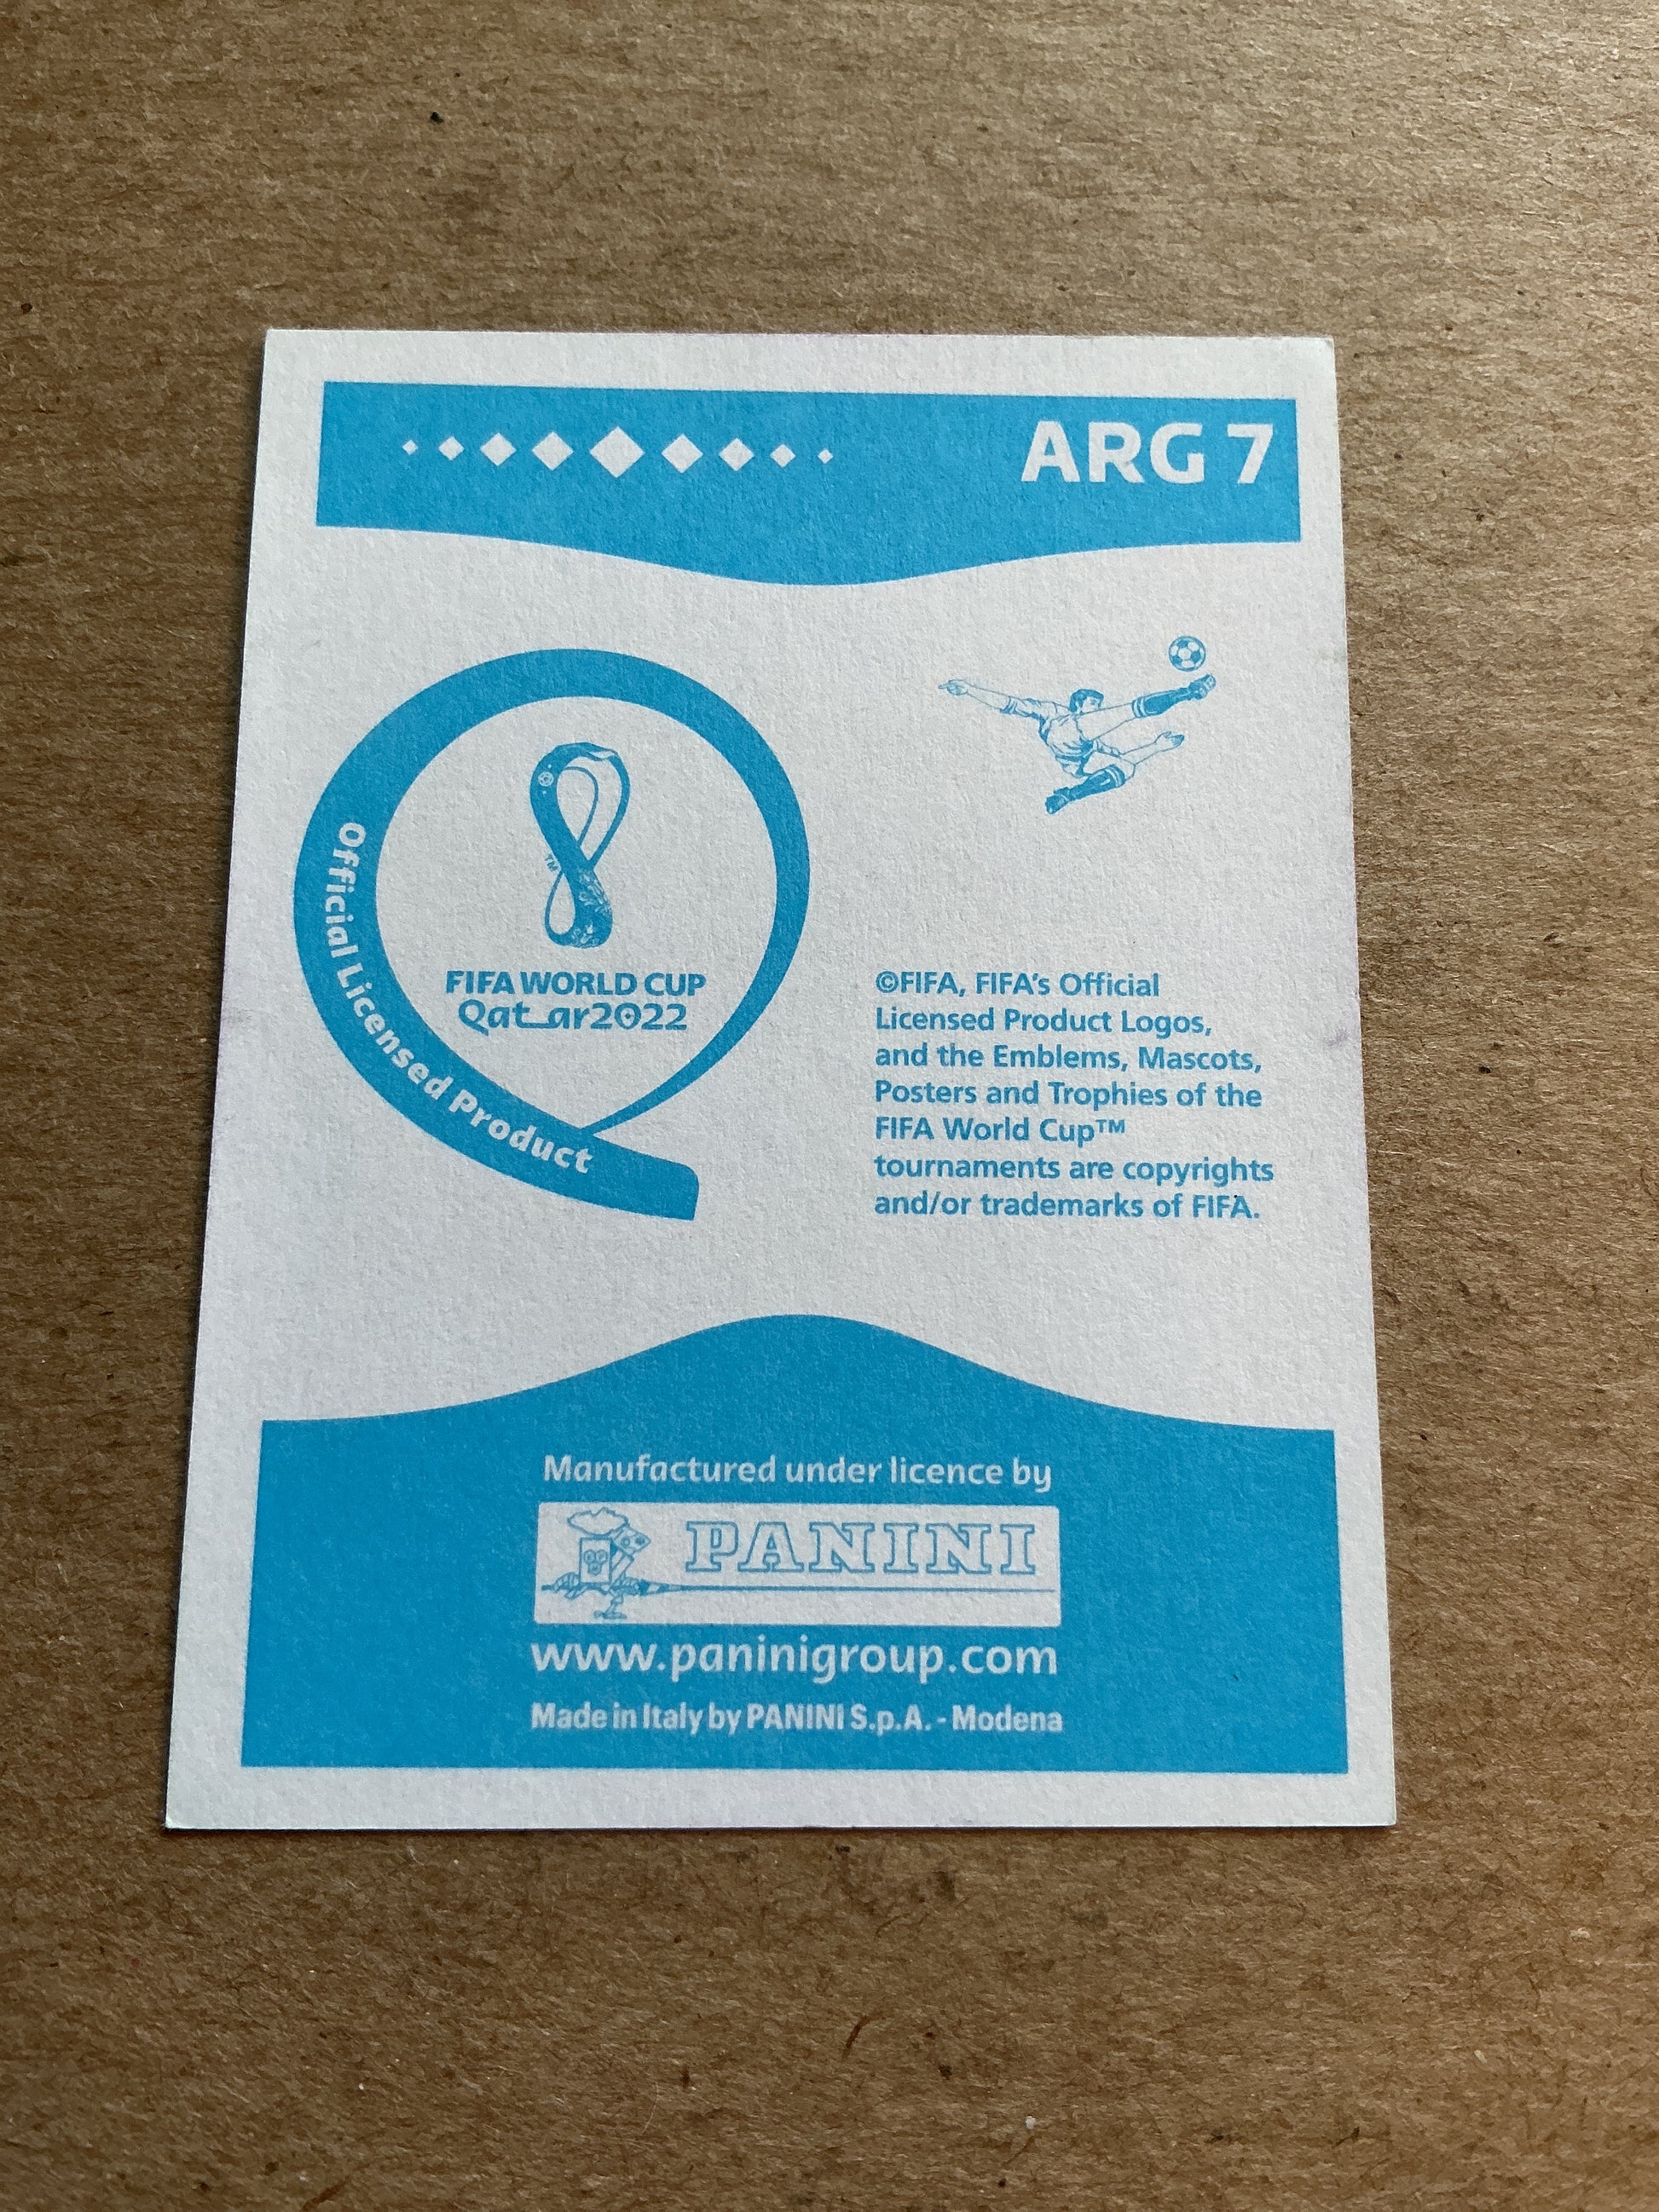 ARG 7
Official Licensed Product
TM
FIFA WORLD CUP
Qatar2022
©FIFA, FIFA's Official
Licensed Product Logos,
and the Emblems, Mascots,
Posters and Trophies of the
FIFA World Cup™
tournaments are copyrights
and/or trademarks of FIFA.
Manufactured under licence by
PANINI
www.paninigroup.com
Made in Italy by PANINI S.p.A. - Modena